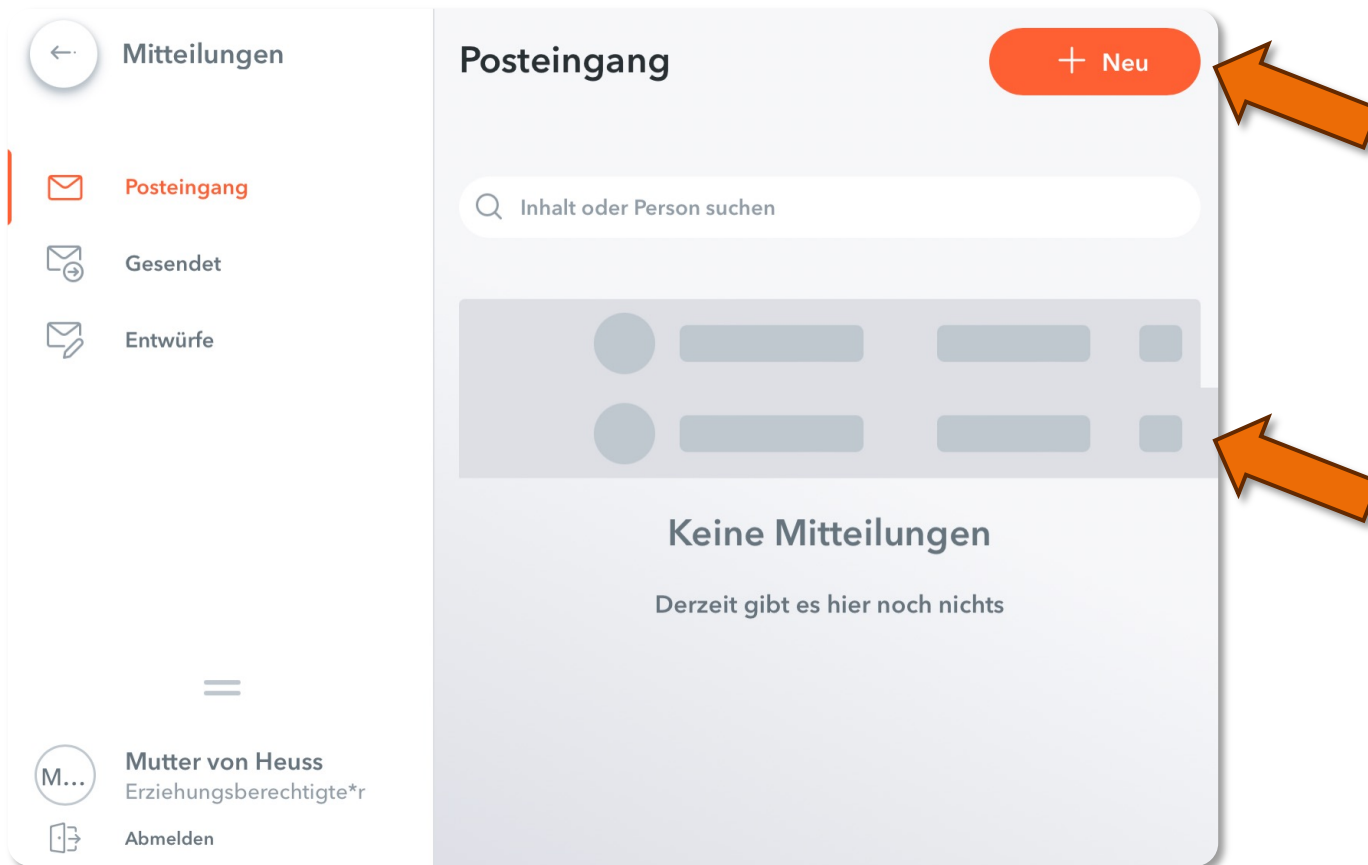 Mitteilungen
Posteingang
Gesendet
Entwürfe
M...
Mutter von Heuss
Erziehungsberechtigte*r
Abmelden
Posteingang
Neu
Inhalt oder Person suchen
Keine Mitteilungen
Derzeit gibt es hier noch nichts